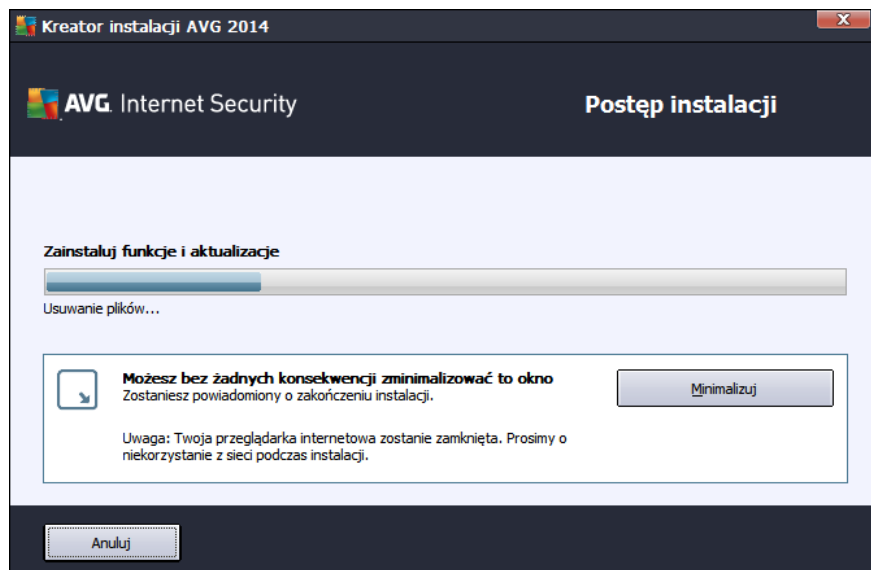 Kreator instalacji AVG 2014
X
AVG. Internet Security
Postęp instalacji
Zainstaluj funkcje i aktualizacje
Usuwanie plików...
Możesz bez żadnych konsekwencji zminimalizować to okno
Zostaniesz powiadomiony o zakończeniu instalacji.
Minimalizuj
Uwaga: Twoja przeglądarka internetowa zostanie zamknięta. Prosimy o
niekorzystanie z sieci podczas instalacji.
Anuluj